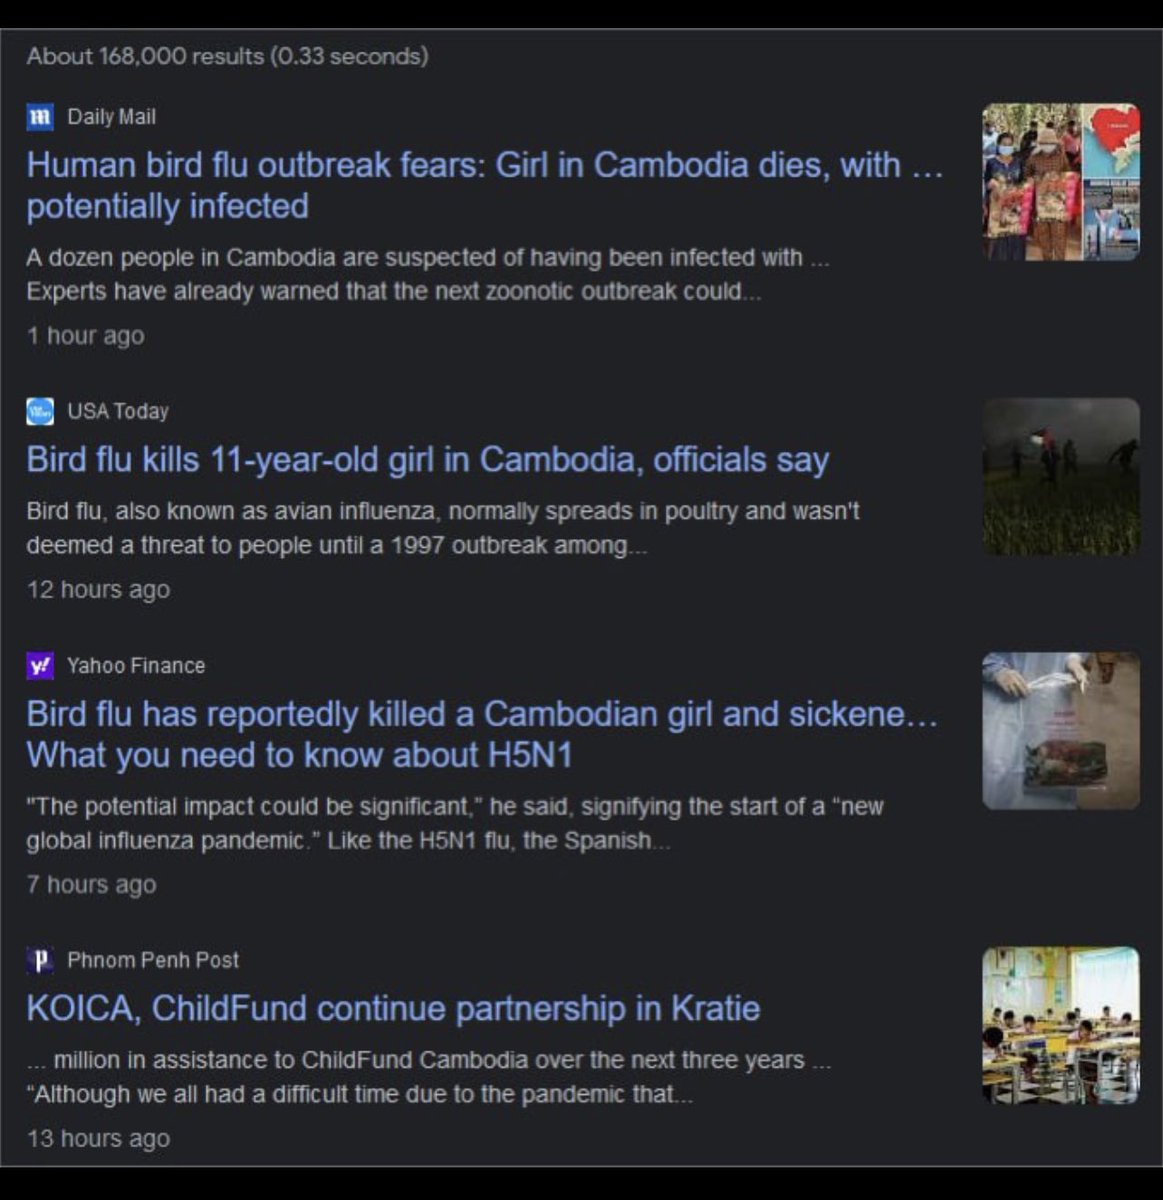 About 168,000 results (0.33 seconds)
Daily Mail
Human bird flu outbreak fears: Girl in Cambodia dies, with ...
potentially infected
A dozen people in Cambodia are suspected of having been infected with ...
Experts have already warned that the next zoonotic outbreak could...
1 hour ago
USA Today
Bird flu kills 11-year-old girl in Cambodia, officials say
Bird flu, also known as avian influenza, normally spreads in poultry and wasn't
deemed a threat to people until a 1997 outbreak among...
12 hours ago
Yahoo Finance
Bird flu has reportedly killed a Cambodian girl and sickene...
What you need to know about H5N1
"The potential impact could be significant,” he said, signifying the start of a “new
global influenza pandemic.” Like the H5N1 flu, the Spanish...
7 hours ago
Phnom Penh Post
KOICA, ChildFund continue partnership in Kratie
... million in assistance to ChildFund Cambodia over the next three years ...
“Although we all had a difficult time due to the pandemic that...
13 hours ago